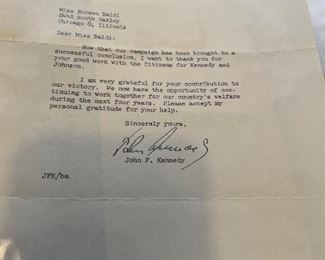 Miss Noreen Baldi
2442 South Oakley
Chicago 8, Illinois
Dear Miss Baldi:
Now that our campaign has been brought to a
successful conclusion, I want to thank you for
your good work with the Citizens for Kennedy and
Johnson.
I am very grateful for your contribution to
our victory. We now have the opportunity of con-
tinuing to work together for our country's welfare
during the next four years. Please accept my
personal gratitude for your help.
Sincerely yours,
John F. Kennedy
JFK/ba